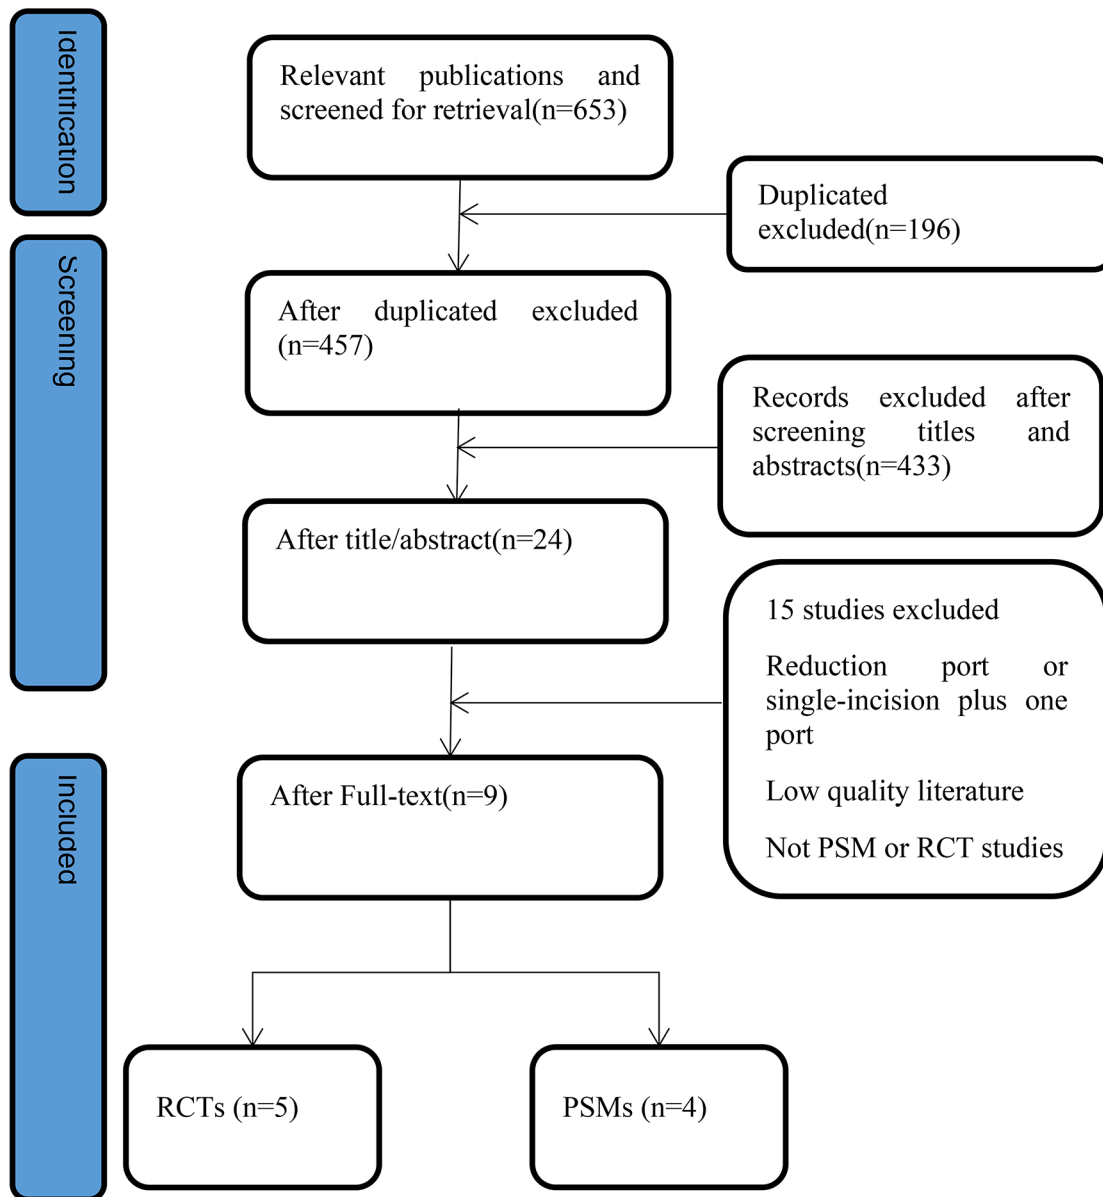 Identification
Relevant publications and
screened for retrieval(n=653)
Duplicated
excluded(n=196)
Screening
After duplicated excluded
(n=457)
Records excluded after
screening titles and
abstracts(n=433)
After title/abstract(n=24)
15 studies excluded
Reduction port or
single-incision plus one
port
Low quality literature
Not PSM or RCT studies
Included
After Full-text(n=9)
RCTs (n=5)
PSMs (n=4)